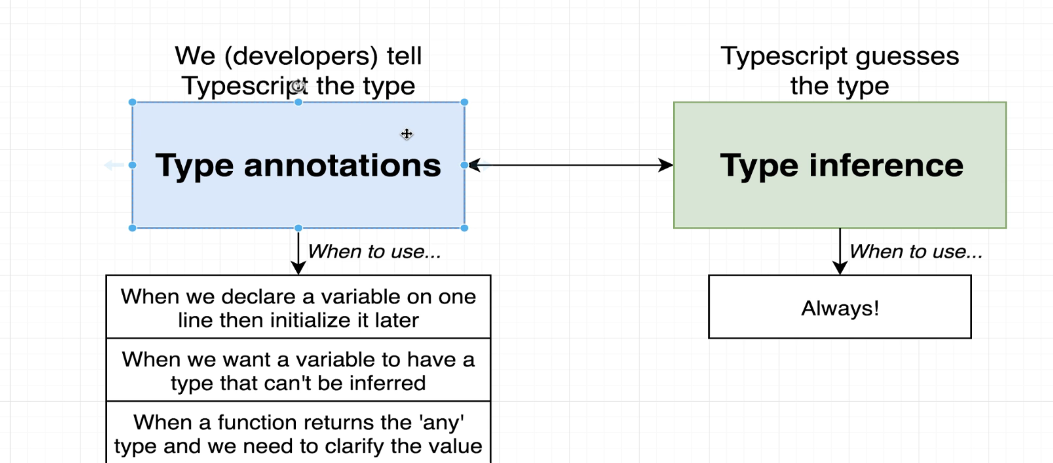 We (developers) tell
Typescript the type
Typescript guesses
the type
Type annotations
Type inference
When to use...
When to use...
When we declare a variable on one
line then initialize it later
Always!
When we want a variable to have a
type that can't be inferred
When a function returns the 'any'
type and we need to clarify the value